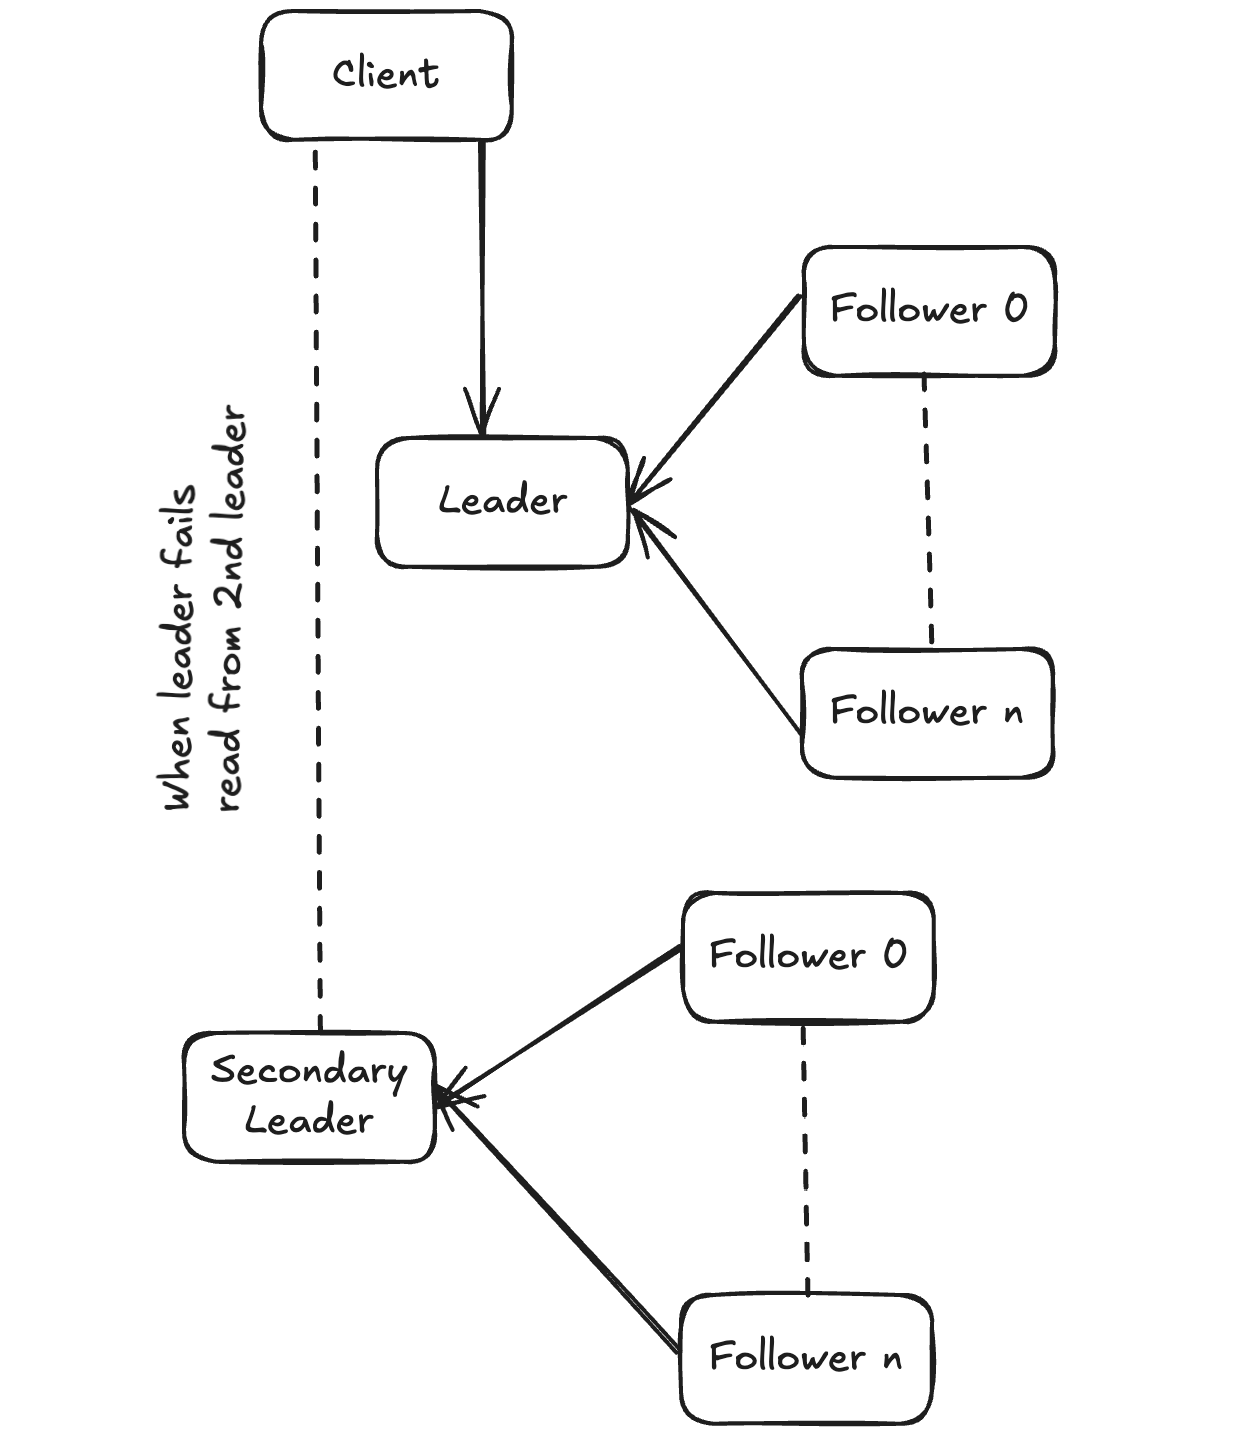 Client
Follower 0
Leader
When leader fails
read from 2nd leader
Follower n
Follower 0
Secondary
Leader
Follower n